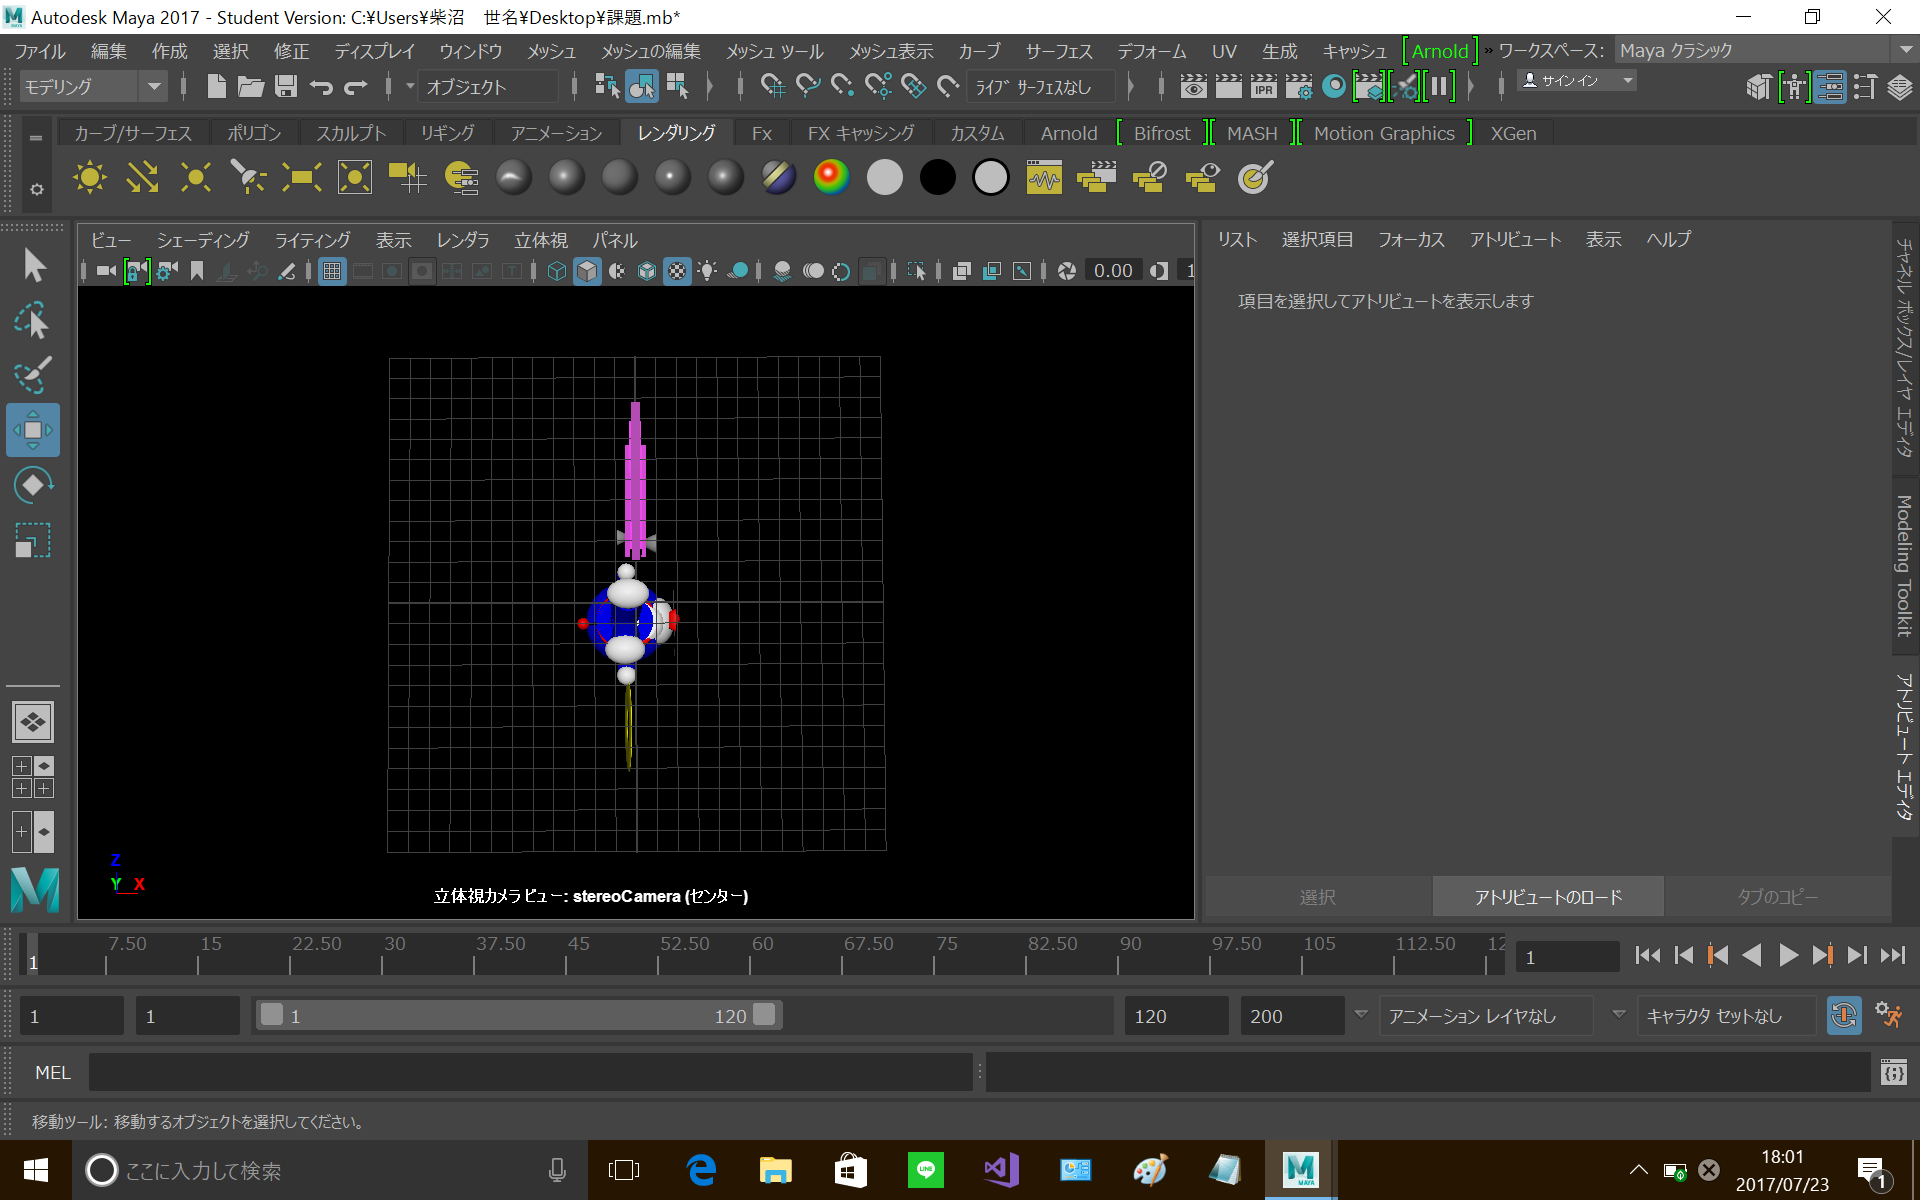 Autodesk Maya 2017 - Student Version: C:¥Users¥柴沼　世名¥Desktop¥課題.mb*
ファイル 編集 作成 選択 修正 ディスプレイ ウィンドウ メッシュ メッシュの編集 メッシュ ツール メッシュ表示 カーブ サーフェス デフォーム UV 生成 キャッシュ [Arnold] » ワークスペース: Maya クラシック
モデリング オブジェクト ライブ サーフェスなし IPR サインイン
カーブ/サーフェス ポリゴン スカルプト リギング アニメーション レンダリング Fx FX キャッシング カスタム Arnold [ Bifrost ][ MASH ][ Motion Graphics ] XGen
ビュー シェーディング ライティング 表示 レンダラ 立体視 パネル
0.00 1
リスト 選択項目 フォーカス アトリビュート 表示 ヘルプ
項目を選択してアトリビュートを表示します
チャネル ボックス/レイヤ エディタ
Modeling Toolkit
アトリビュート エディタ
Z
Y X
立体視カメラ ビュー: stereoCamera (センター)
選択 アトリビュートのロード タブのコピー
7.50 15 22.50 30 37.50 45 52.50 60 67.50 75 82.50 90 97.50 105 112.50 12
1 1
1 1 1 120 120 200 アニメーション レイヤなし キャラクタ セットなし
MEL
移動ツール: 移動するオブジェクトを選択してください。
ここに入力して検索
LINE
MAYA
18:01
2017/07/23
1